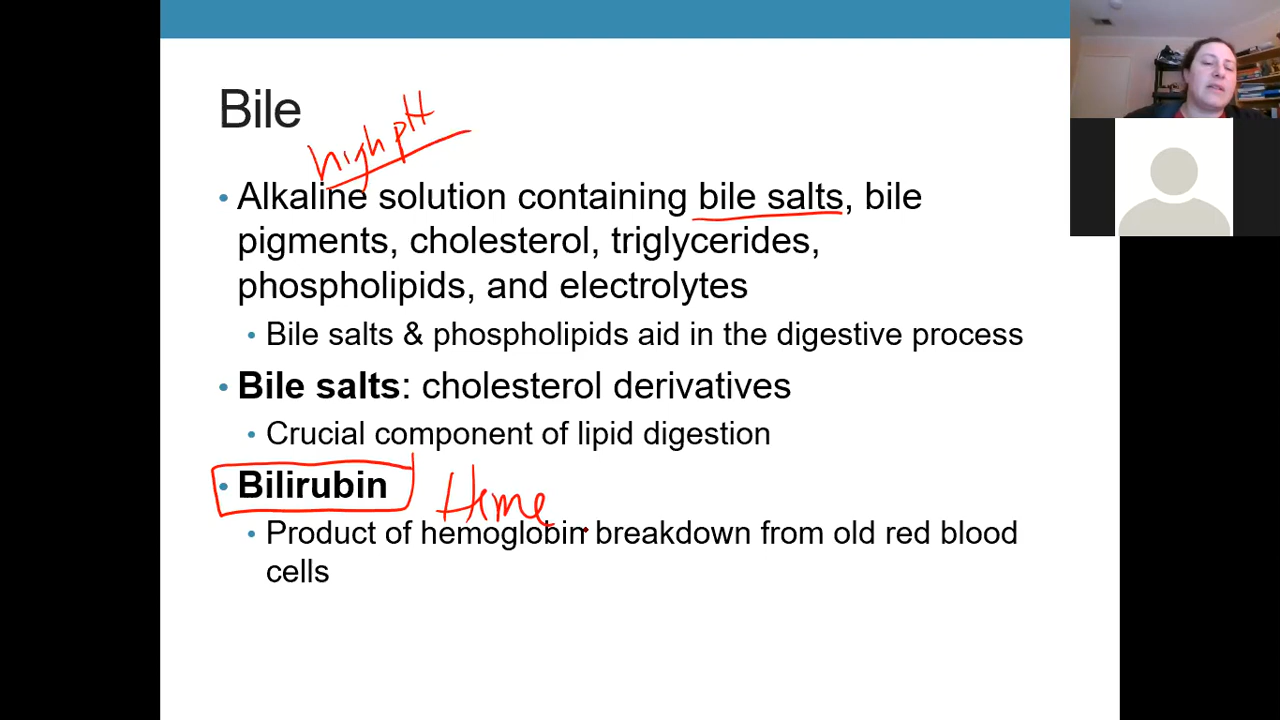 Bile
high pH
• Alkaline solution containing bile salts, bile
pigments, cholesterol, triglycerides,
phospholipids, and electrolytes
• Bile salts & phospholipids aid in the digestive process
• Bile salts: cholesterol derivatives
• Crucial component of lipid digestion
• Bilirubin Heme
• Product of hemoglobin breakdown from old red blood
cells